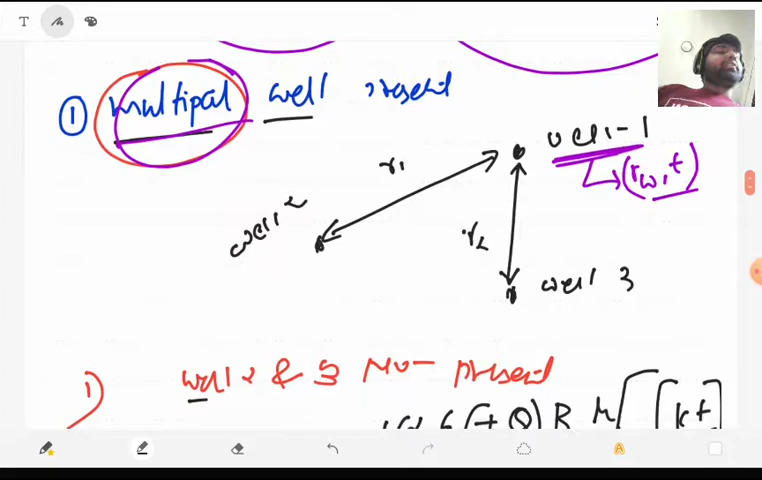 ① multipal well present
well-1
(rw, t)
r1
well 2
r2
well 3
1) well 2 & 3 Not present